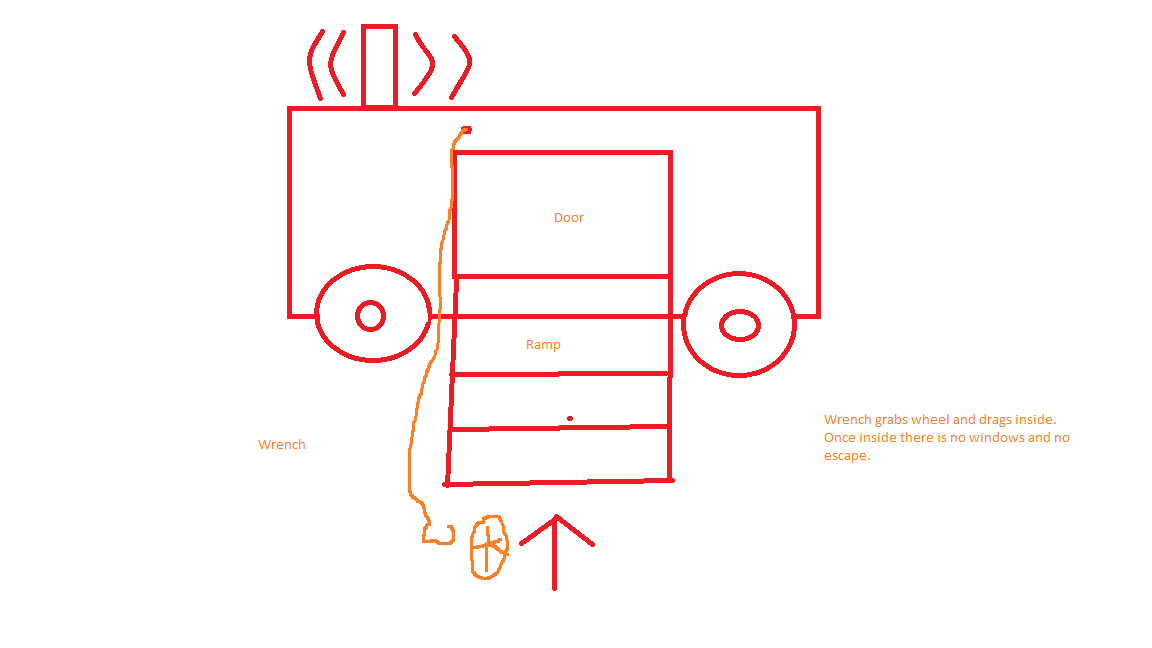 Door
Ramp
Wrench grabs wheel and drags inside.
Once inside there is no windows and no
escape.
Wrench